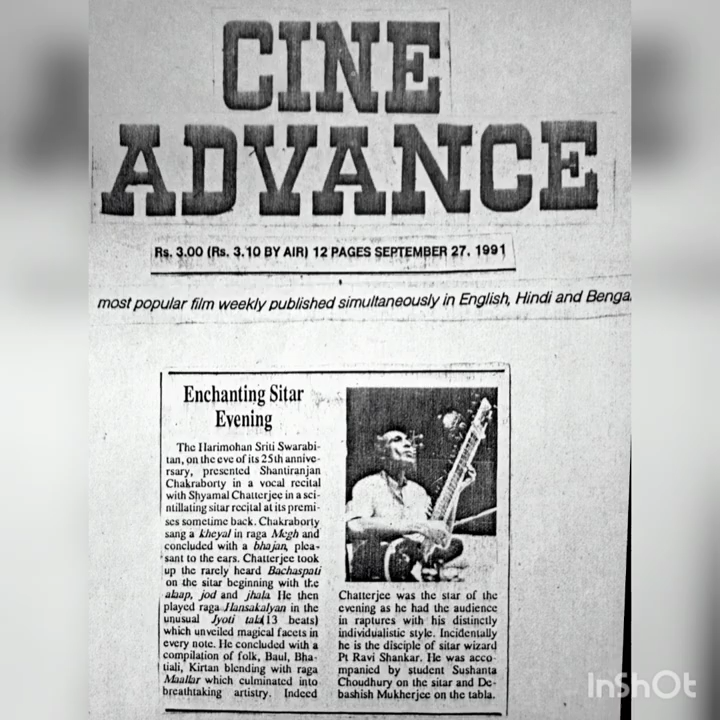 CINE
ADVANCE
Rs. 3.00 (Rs. 3.10 BY AIR) 12 PAGES SEPTEMBER 27, 1991
most popular film weekly published simultaneously in English, Hindi and Benga
Enchanting Sitar
Evening
The Harimohan Sriti Swarabi-
tan, on the eve of its 25th annive-
rsary, presented Shantiranjan
Chakraborty in a vocal recital
with Shyamal Chatterjee in a sci-
ntillating sitar recital at its premi-
ses sometime back. Chakraborty
sang a kheyal in raga Megh and
concluded with a bhajan, plea-
sant to the ears. Chatterjee took
up the rarely heard Bachaspati
on the sitar beginning with the
alaap, jod and jhala. He then
played raga Hansakalyan in the
unusual Jyoti tala(13 beats)
which unveiled magical facets in
every note. He concluded with a
compilation of folk, Baul, Bha-
tiali, Kirtan blending with raga
Maallar which culminated into
breathtaking artistry. Indeed
Chatterjee was the star of the
evening as he had the audience
in raptures with his distinctly
individualistic style. Incidentally
he is the disciple of sitar wizard
Pt Ravi Shankar. He was acco-
mpanied by student Sushanta
Choudhury on the sitar and De-
bashish Mukherjee on the tabla.
InShOt